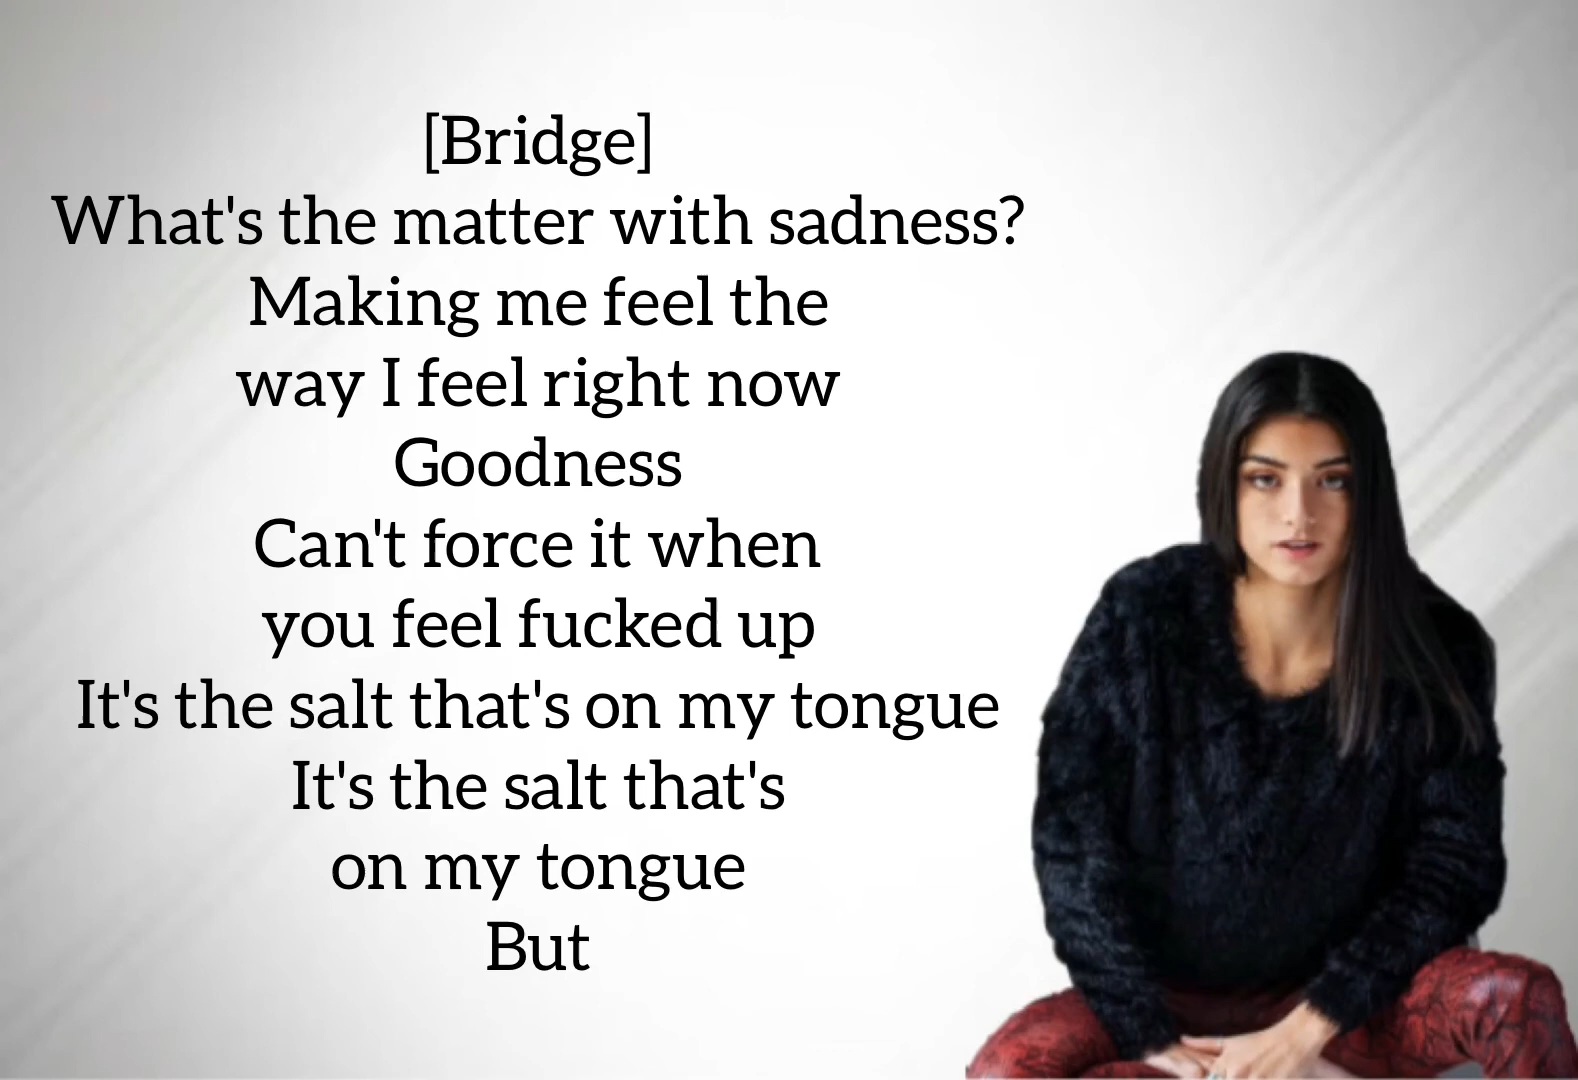 [Bridge]
What's the matter with sadness?
Making me feel the
way I feel right now
Goodness
Can't force it when
you feel fucked up
It's the salt that's on my tongue
It's the salt that's
on my tongue
But